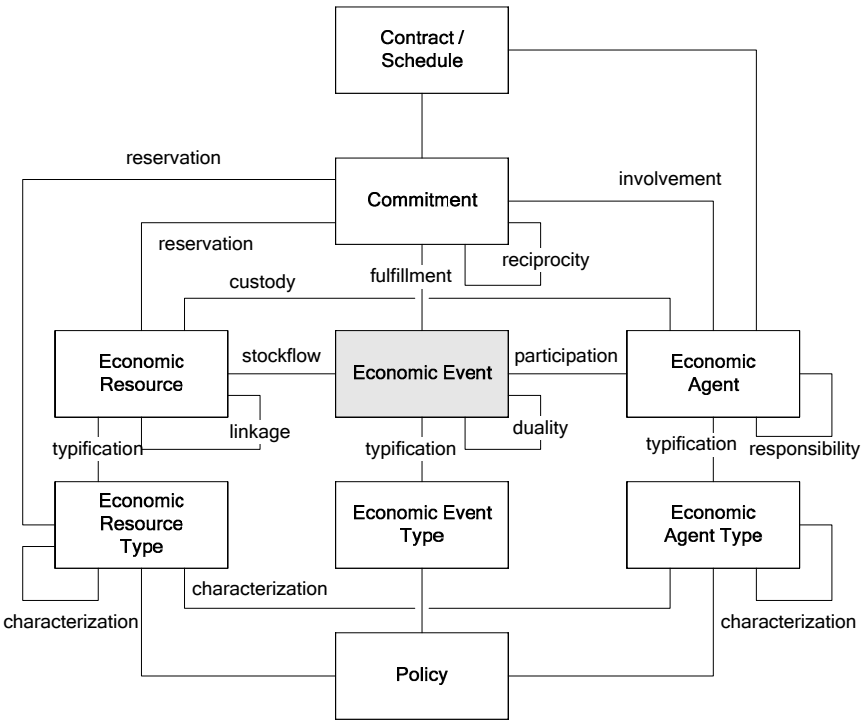 Contract /
Schedule
reservation
Commitment
involvement
reservation
reciprocity
fulfillment
custody
Economic
Resource
stockflow
Economic Event
participation
Economic
Agent
linkage
duality
typification
typification
typification
responsibility
Economic
Resource
Type
Economic Event
Type
Economic
Agent Type
characterization
characterization
characterization
Policy